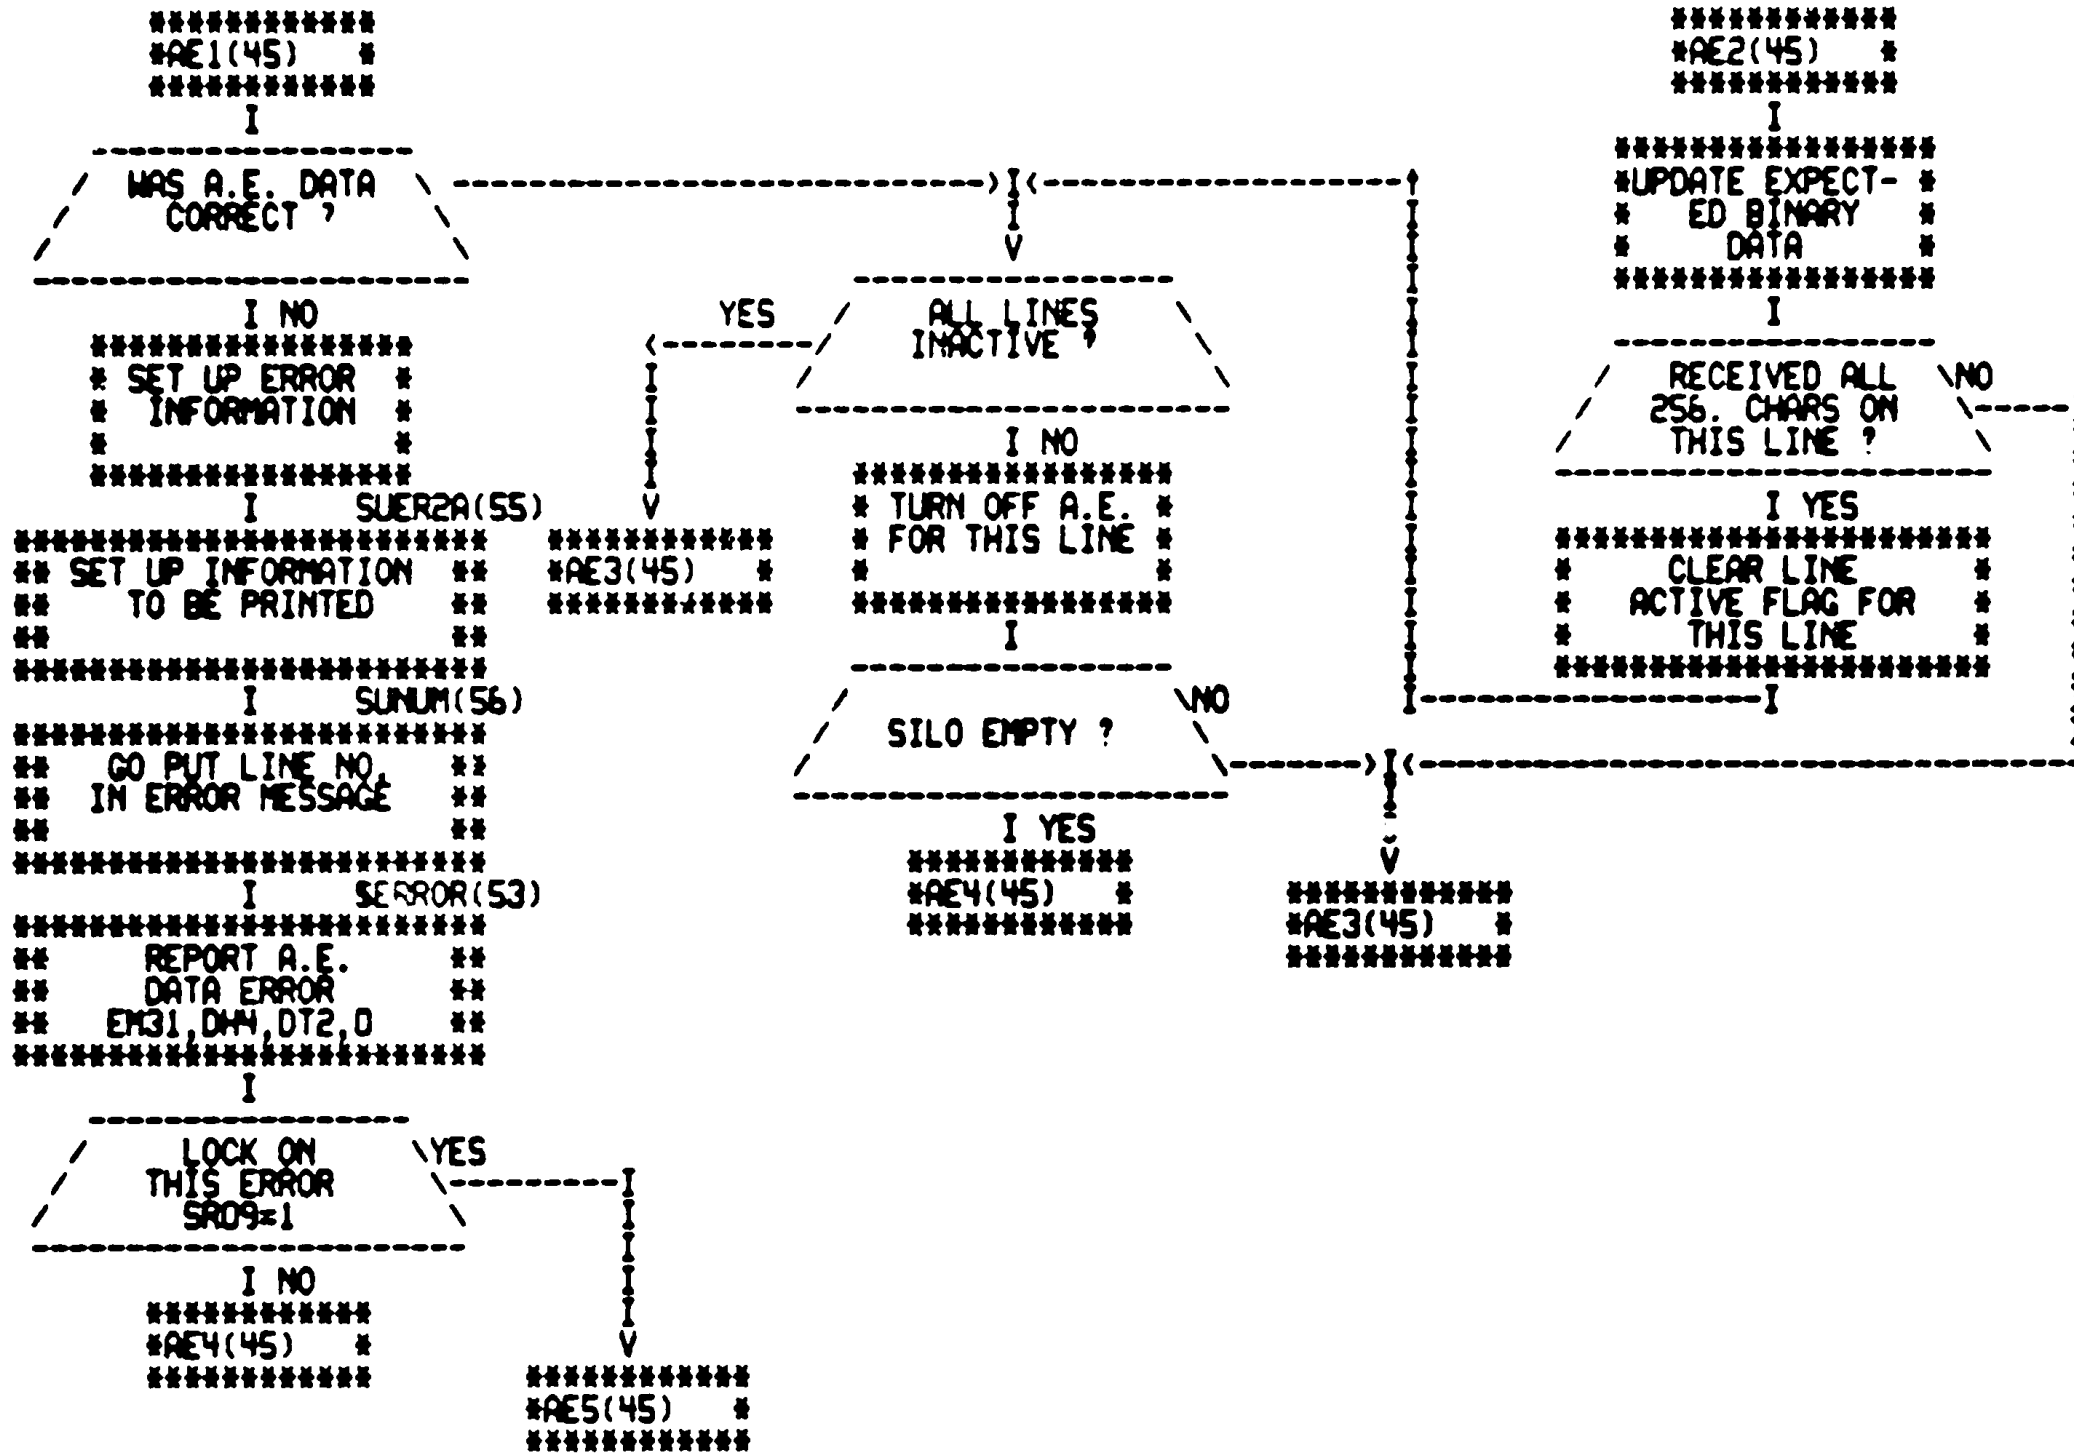 AE1(45)
WAS A.E. DATA
CORRECT ?
NO
SET UP ERROR
INFORMATION
SUER2A(55)
SET UP INFORMATION
TO BE PRINTED
SUNUM(56)
GO PUT LINE NO.
IN ERROR MESSAGE
$ERROR(53)
REPORT A.E.
DATA ERROR
EM31,DH4,DT2,0
LOCK ON
THIS ERROR
SR09=1
YES
NO
AE4(45)
AE5(45)
ALL LINES
INACTIVE ?
YES
AE3(45)
NO
TURN OFF A.E.
FOR THIS LINE
SILO EMPTY ?
NO
YES
AE4(45)
AE3(45)
AE2(45)
UPDATE EXPECT-
ED BINARY
DATA
RECEIVED ALL
256. CHARS ON
THIS LINE ?
NO
YES
CLEAR LINE
ACTIVE FLAG FOR
THIS LINE